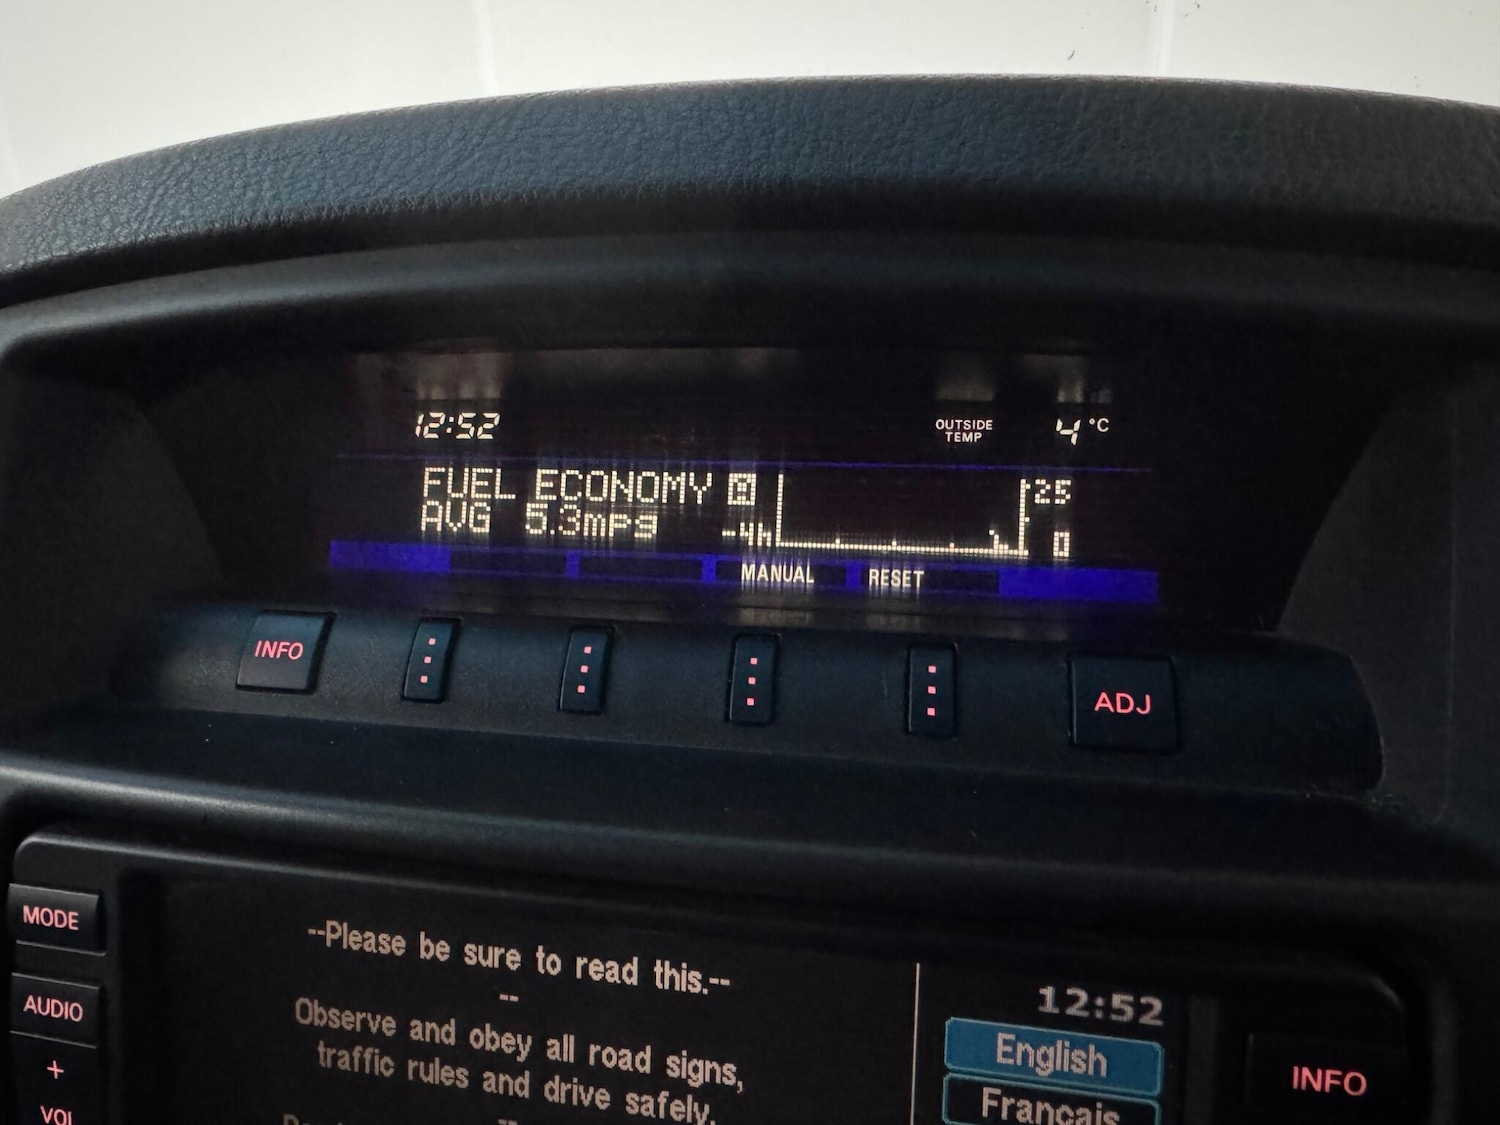 12:52
OUTSIDE TEMP
4 °C
FUEL ECONOMY
AVG 5.3mpg
-4h
25
0
MANUAL
RESET
INFO
ADJ
MODE
AUDIO
+
VOL
--Please be sure to read this.--
--
Observe and obey all road signs,
traffic rules and drive safely.
--
12:52
English
Français
INFO